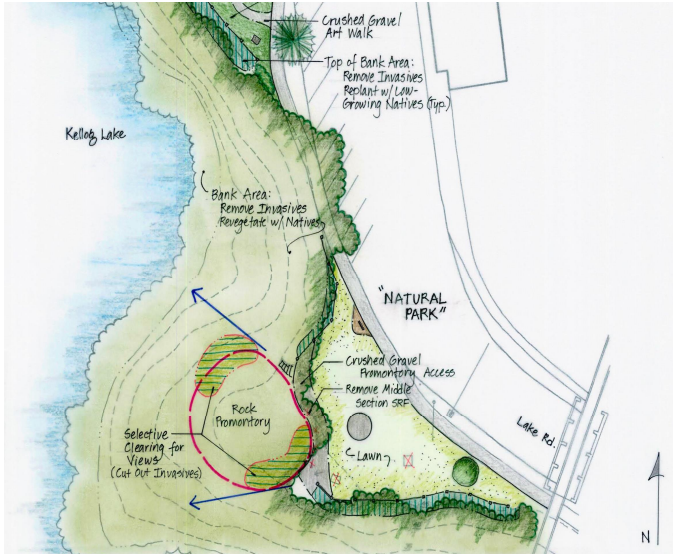 Crushed Gravel
Art Walk
Top of Bank Area:
Remove Invasives
Replant w/ Low-
Growing Natives (Typ.)
Kellog Lake
Bank Area:
Remove Invasives
Revegetate w/ Natives
"NATURAL
PARK"
Crushed Gravel
Promontory Access
Remove Middle
Section SRF
Rock
Promontory
Lake Rd.
Selective
Clearing for
Views
(Cut Out Invasives)
Lawn
N